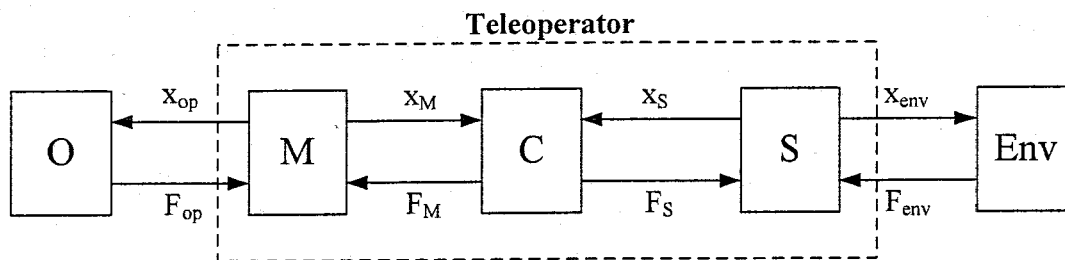 Teleoperator
x_op x_M x_S x_env
O M C S Env
F_op F_M F_S F_env